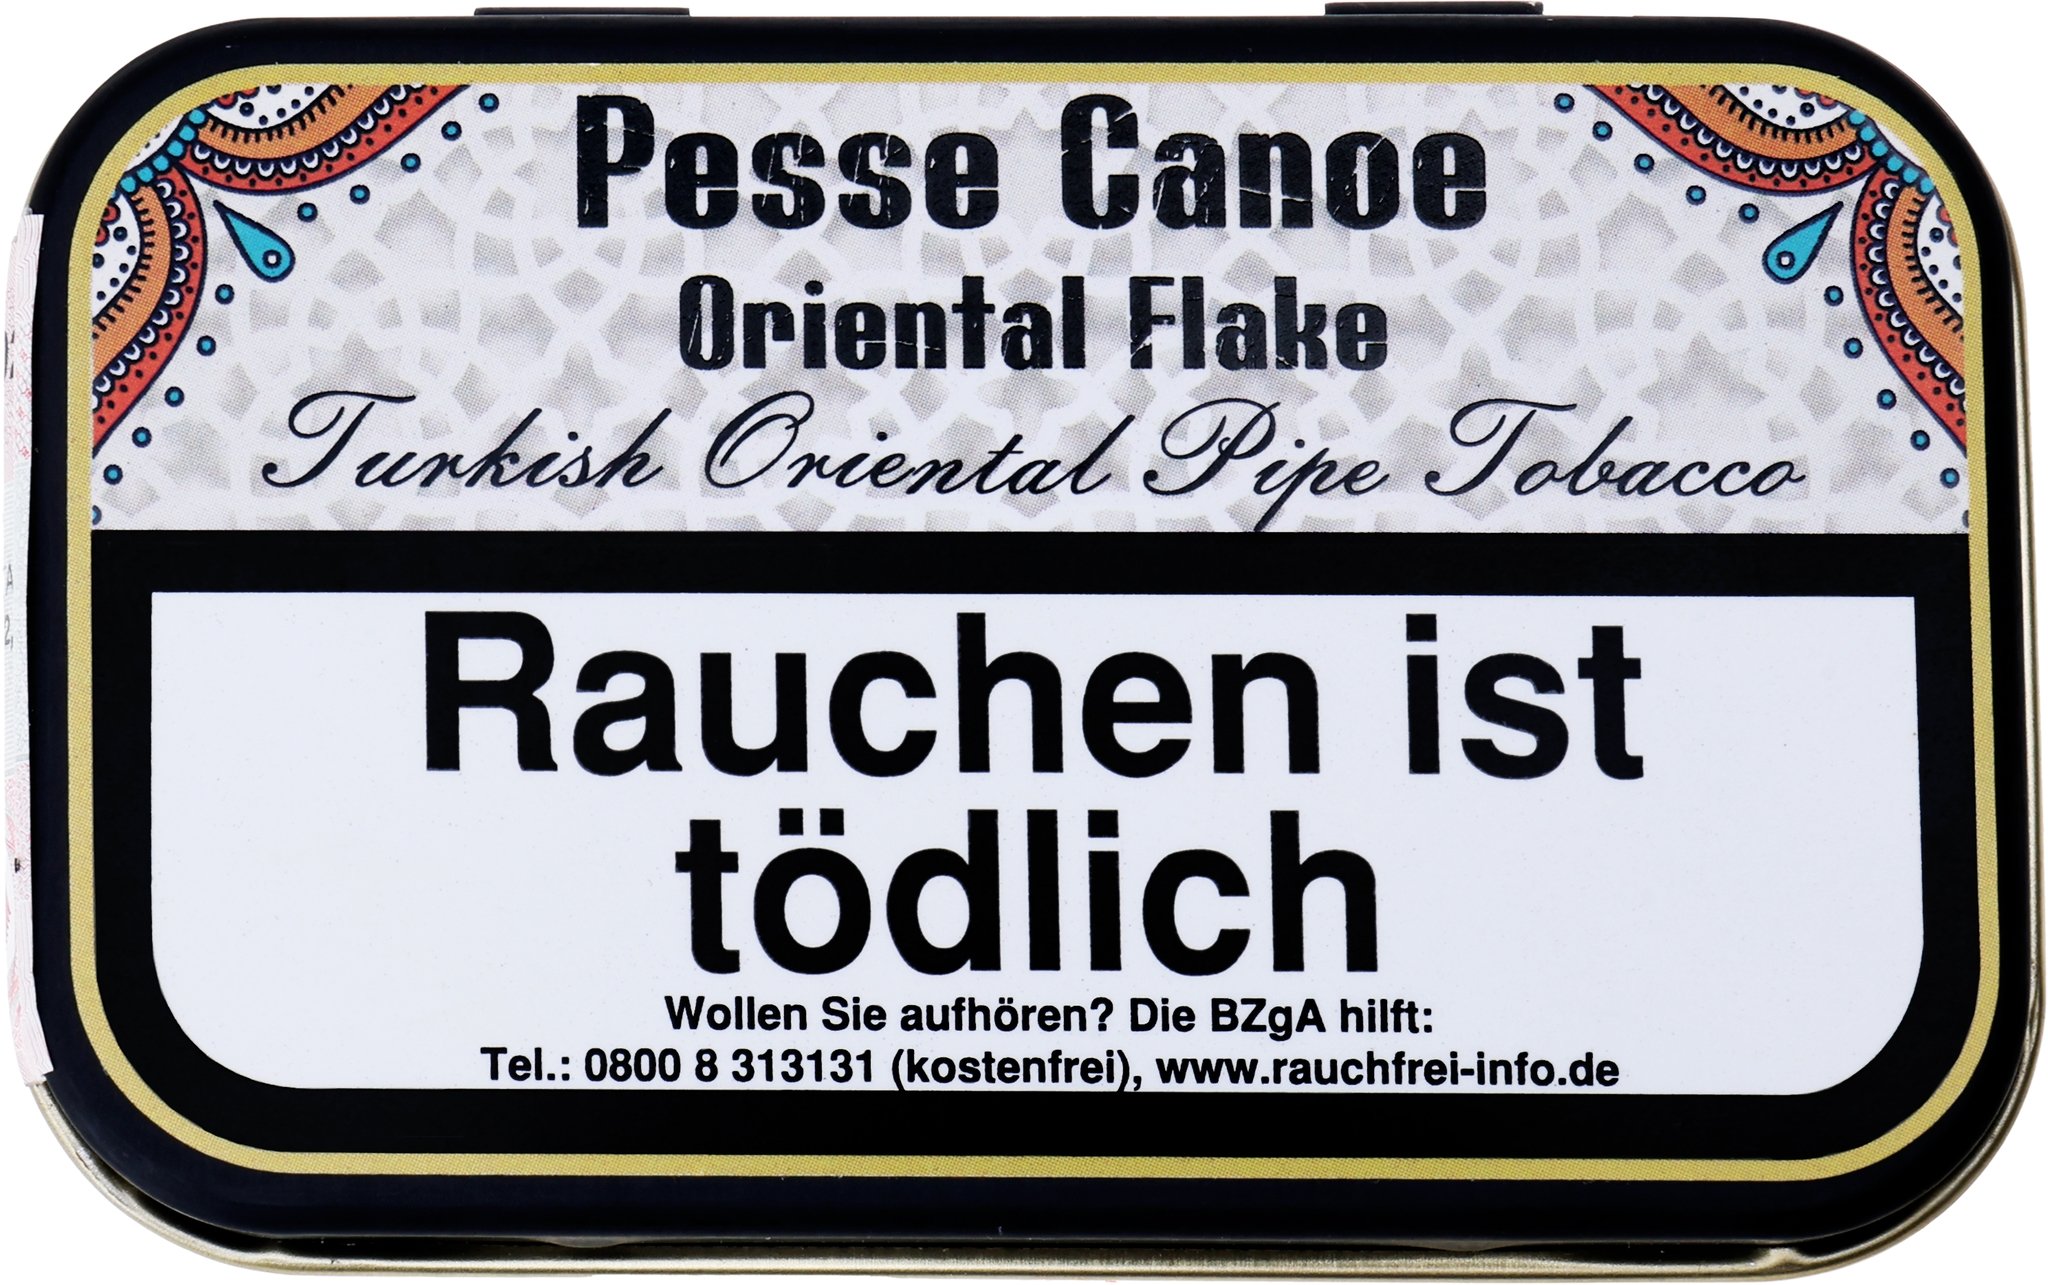 Pesse Canoe
Oriental Flake
Turkish Oriental Pipe Tobacco
Rauchen ist
tödlich
Wollen Sie aufhören? Die BZgA hilft:
Tel.: 0800 8 313131 (kostenfrei), www.rauchfrei-info.de